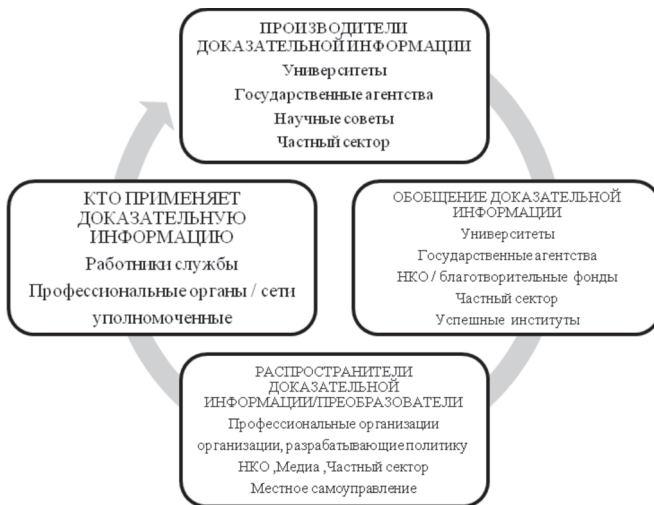 ПРОИЗВОДИТЕЛИ
ДОКАЗАТЕЛЬНОЙ ИНФОРМАЦИИ
Университеты
Государственные агентства
Научные советы
Частный сектор
КТО ПРИМЕНЯЕТ
ДОКАЗАТЕЛЬНУЮ
ИНФОРМАЦИЮ
Работники службы
Профессиональные органы / сети
уполномоченные
ОБОБЩЕНИЕ ДОКАЗАТЕЛЬНОЙ
ИНФОРМАЦИИ
Университеты
Государственные агентства
НКО / благотворительные фонды
Частный сектор
Успешные институты
РАСПРОСТРАНИТЕЛИ
ДОКАЗАТЕЛЬНОЙ
ИНФОРМАЦИИ/ПРЕОБРАЗОВАТЕЛИ
Профессиональные организации
организации, разрабатывающие политику
НКО ,Медиа ,Частный сектор
Местное самоуправление